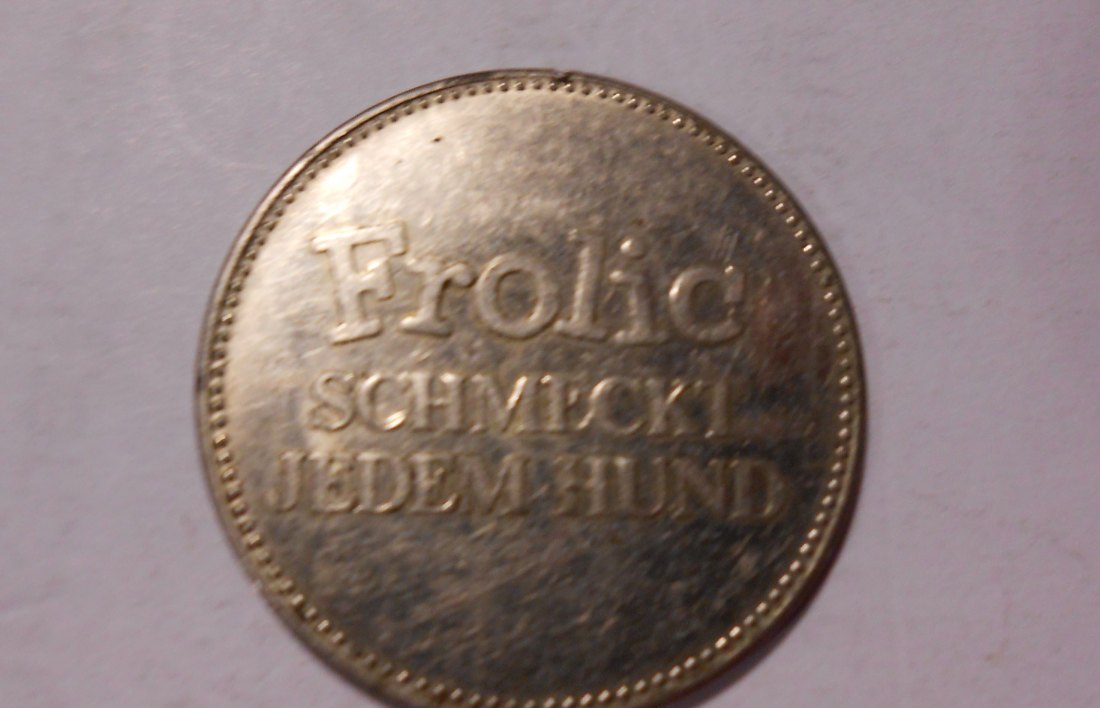 Frolic
SCHMECKT
JEDEM HUND